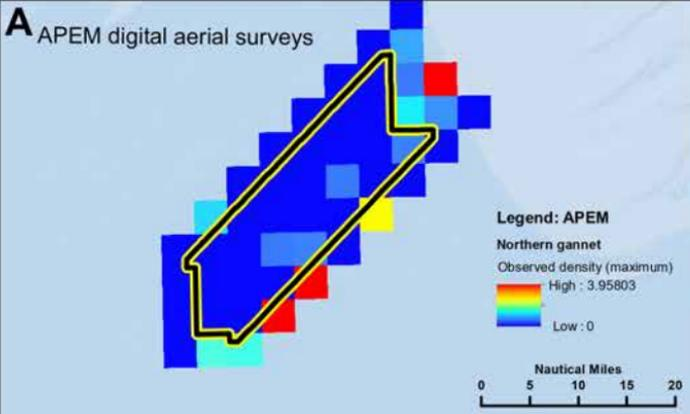 A APEM digital aerial surveys
Legend: APEM
Northern gannet
Observed density (maximum)
High : 3.95803
Low : 0
Nautical Miles
0 5 10 15 20